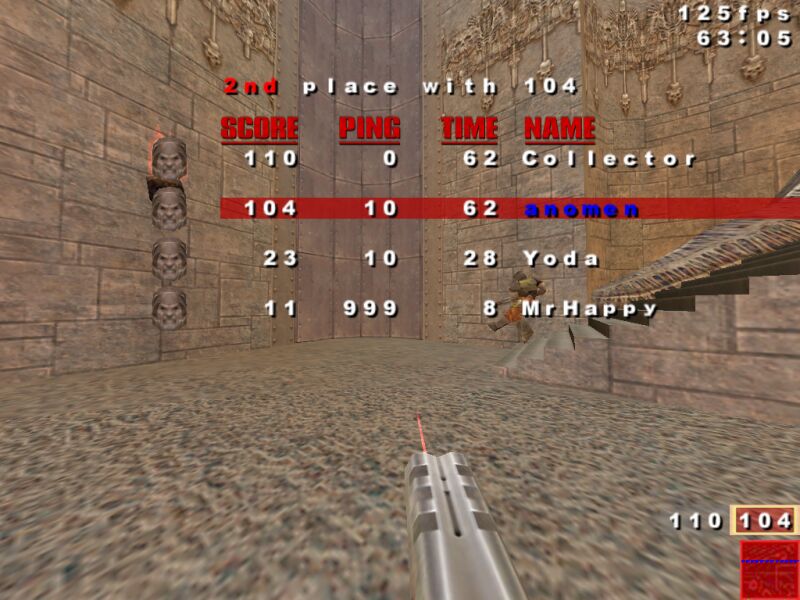 125fps
63:05
2nd place with 104
SCORE PING TIME NAME
110 0 62 Collector
104 10 62 anomen
23 10 28 Yoda
11 999 8 MrHappy
110 104